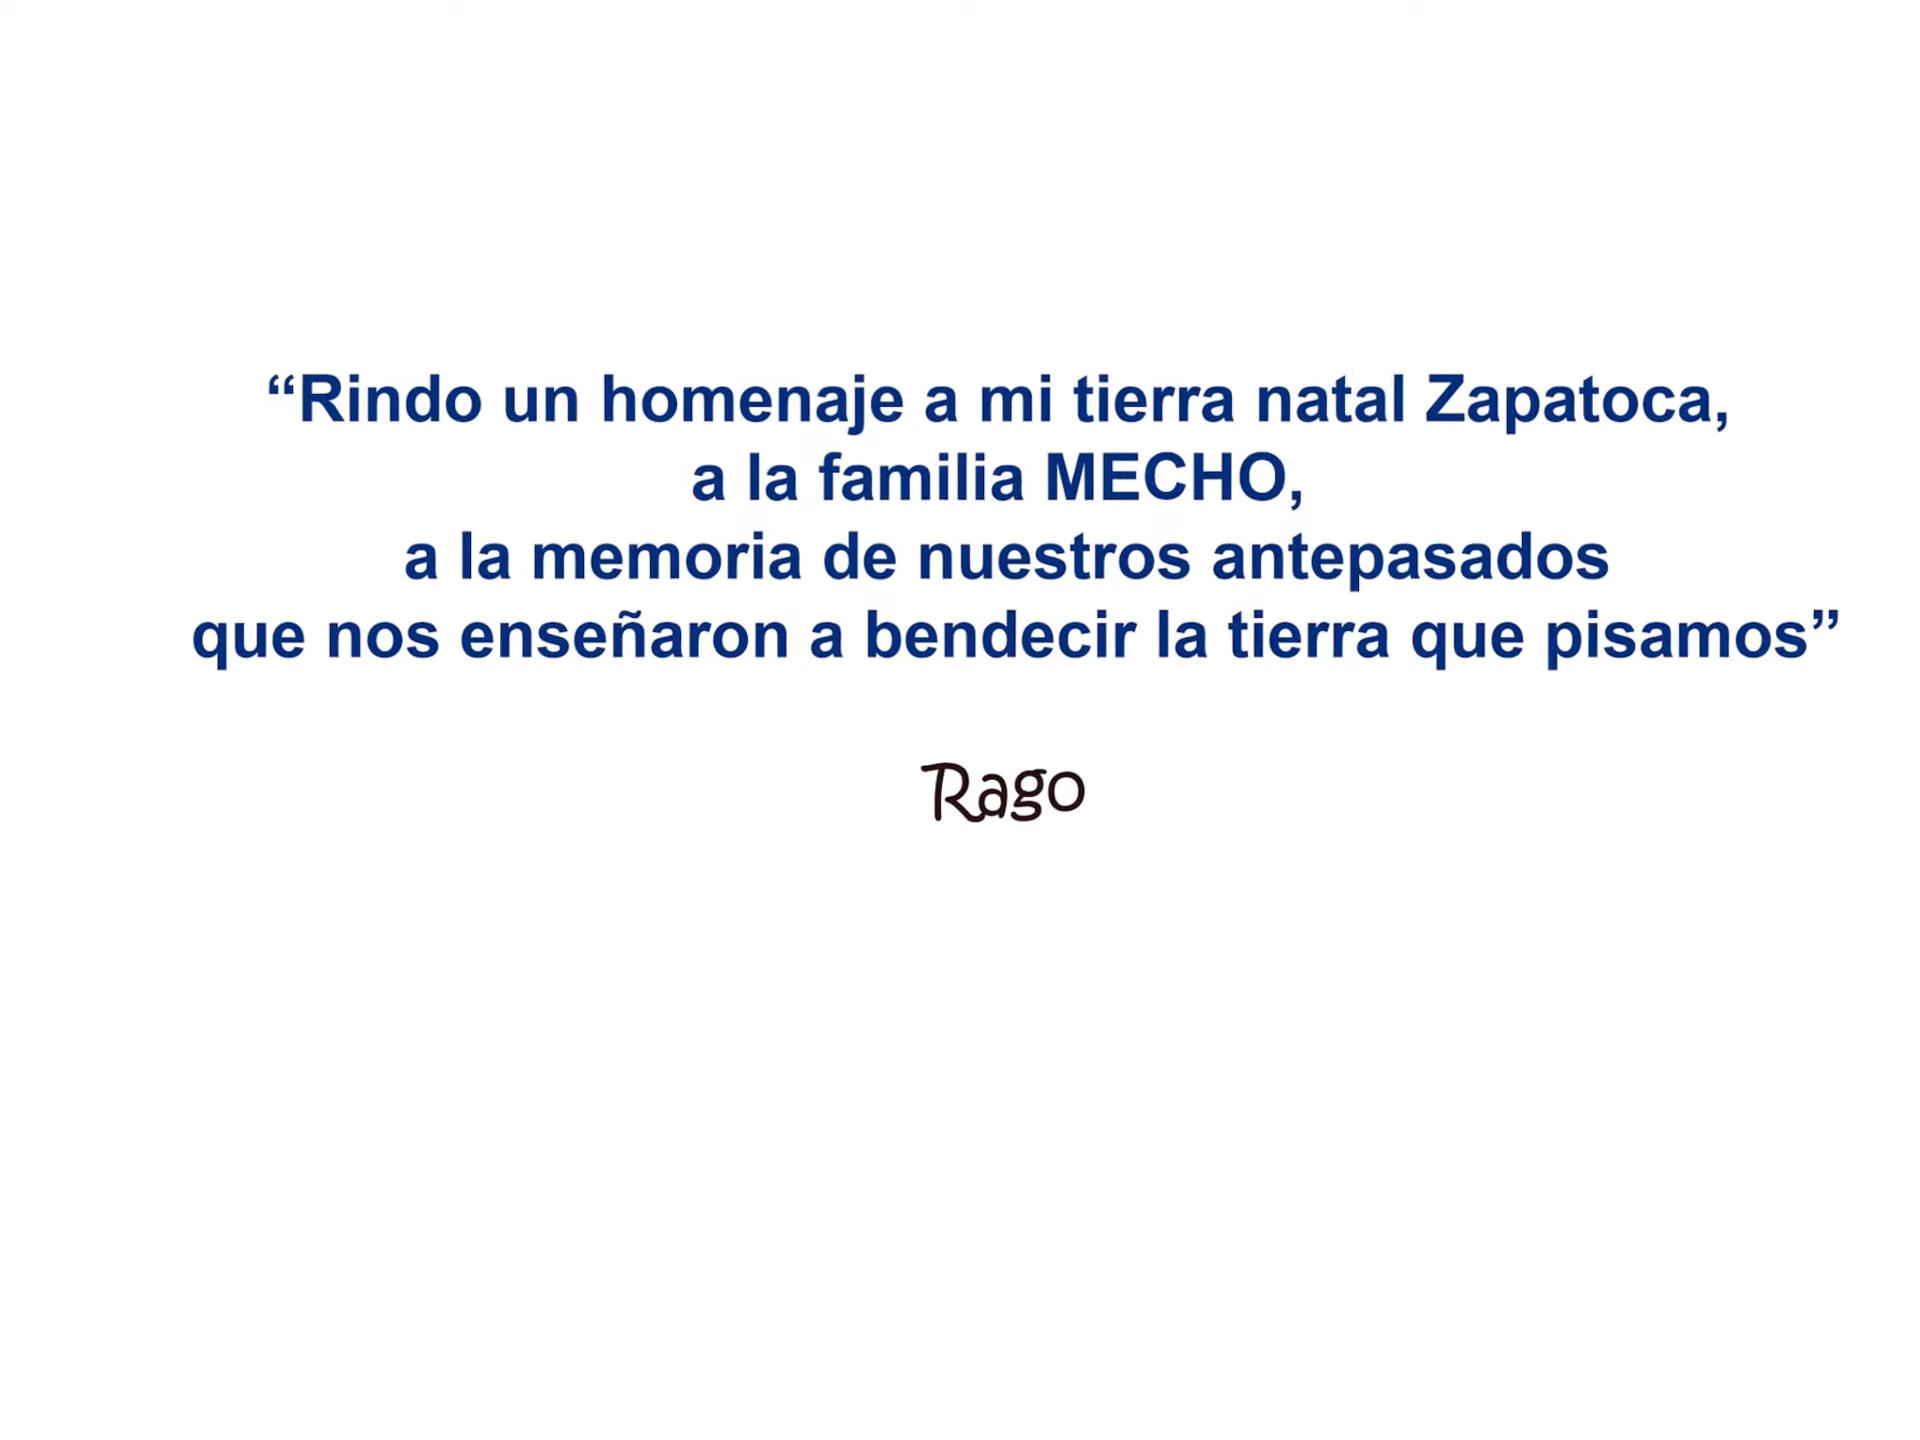 “Rindo un homenaje a mi tierra natal Zapatoca,
a la familia MECHO,
a la memoria de nuestros antepasados
que nos enseñaron a bendecir la tierra que pisamos”
Rago